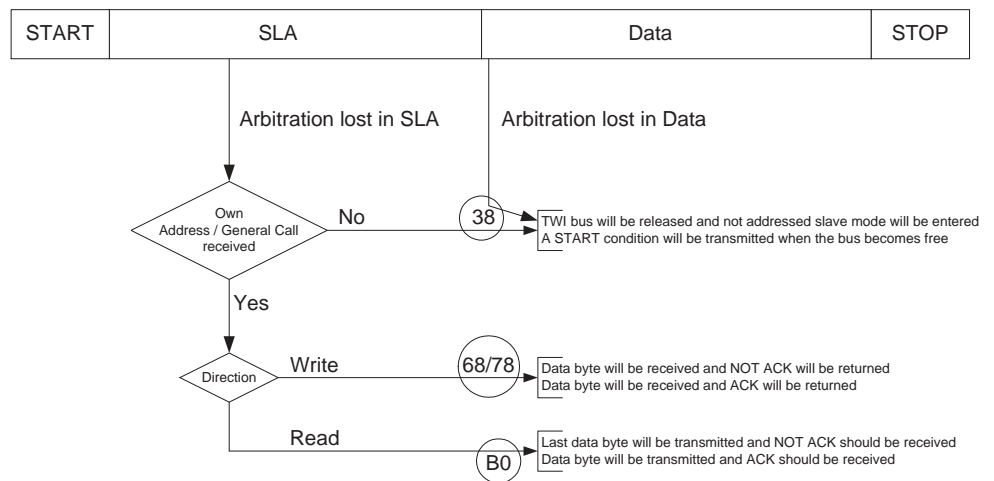 START SLA Data STOP
Arbitration lost in SLA Arbitration lost in Data
Own
Address / General Call
received
No
38
TWI bus will be released and not addressed slave mode will be entered
A START condition will be transmitted when the bus becomes free
Yes
Direction
Write
68/78
Data byte will be received and NOT ACK will be returned
Data byte will be received and ACK will be returned
Read
B0
Last data byte will be transmitted and NOT ACK should be received
Data byte will be transmitted and ACK should be received